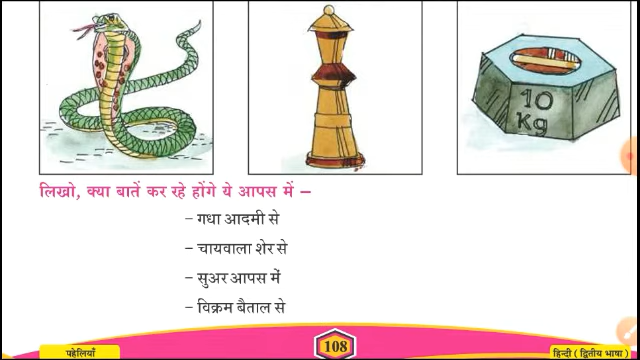 10
Kg
लिखो, क्या बातें कर रहे होंगे ये आपस में –
– गधा आदमी से
– चायवाला शेर से
– सुअर आपस में
– विक्रम बैताल से
108
पहेलियाँ
हिन्दी ( द्वितीय भाषा )